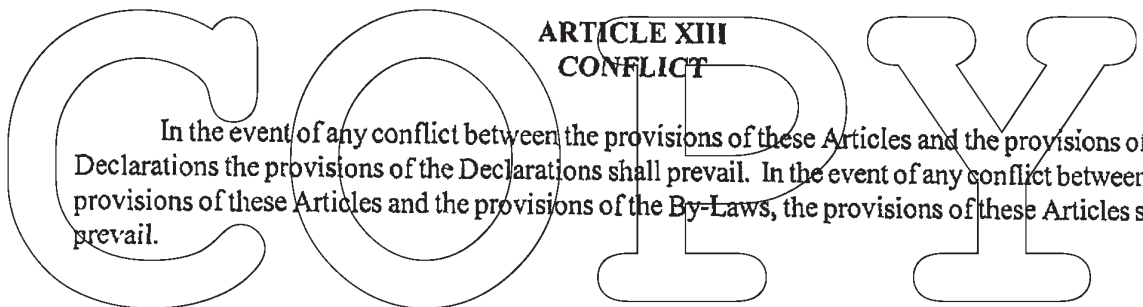 ARTICLE XIII
CONFLICT
In the event of any conflict between the provisions of these Articles and the provisions of
Declarations the provisions of the Declarations shall prevail. In the event of any conflict between
provisions of these Articles and the provisions of the By-Laws, the provisions of these Articles s
prevail.
COPY